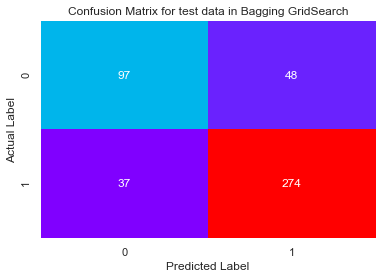 Confusion Matrix for test data in Bagging GridSearch
Actual Label
0
97
48
1
37
274
0
1
Predicted Label